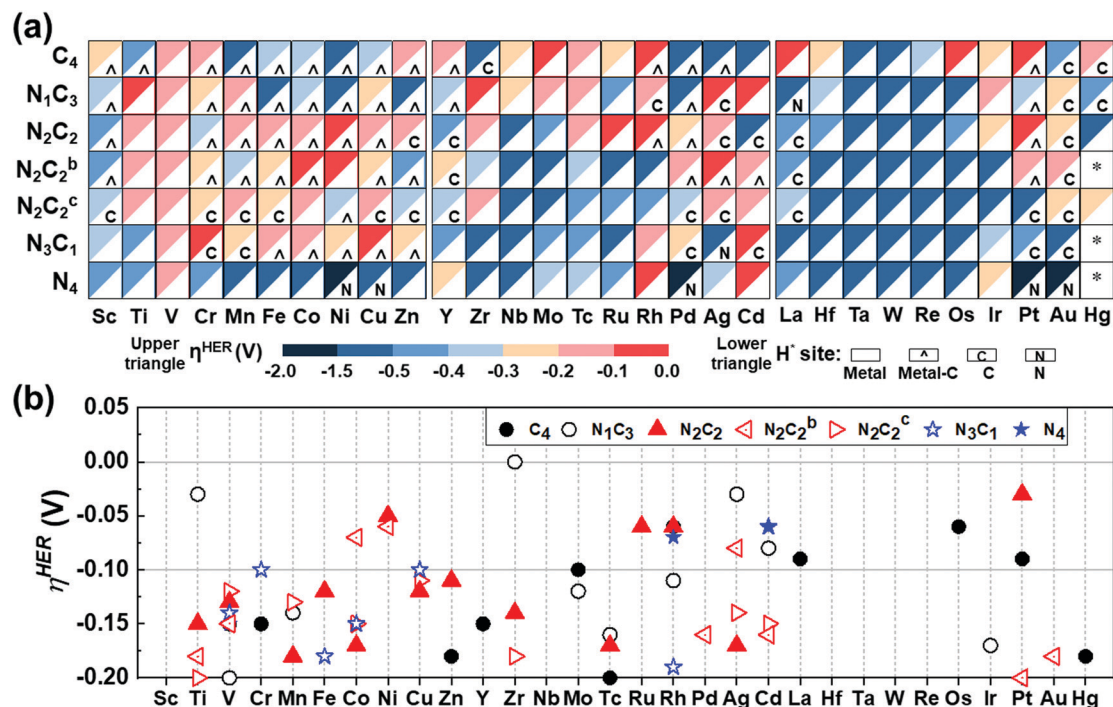 (a)
C₄ ^ ^ ^ ^ ^ ^ ^ ^ ^ ^ C ^ ^ ^ ^ ^ C C
N₁C₃ ^ ^ ^ ^ ^ ^ ^ ^ ^ C ^ C N ^ C C
N₂C₂ ^ ^ ^ ^ ^ ^ ^ C C ^ ^ C C C ^ C
N₂C₂ᵇ ^ ^ ^ ^ ^ ^ ^ C ^ ^ ^ C ^ C *
N₂C₂ᶜ C C C C ^ C C C C C C C C C
N₃C₁ C C ^ ^ ^ C ^ C N C C C *
N₄ N N N N N *
Sc Ti V Cr Mn Fe Co Ni Cu Zn Y Zr Nb Mo Tc Ru Rh Pd Ag Cd La Hf Ta W Re Os Ir Pt Au Hg
Upper triangle η^HER (V)
-2.0 -1.5 -0.5 -0.4 -0.3 -0.2 -0.1 0.0
Lower triangle H* site:
^ C N
Metal Metal-C C N
(b)
C₄ N₁C₃ N₂C₂ N₂C₂ᵇ N₂C₂ᶜ N₃C₁ N₄
η^HER (V)
0.05
0.00
-0.05
-0.10
-0.15
-0.20
Sc Ti V Cr Mn Fe Co Ni Cu Zn Y Zr Nb Mo Tc Ru Rh Pd Ag Cd La Hf Ta W Re Os Ir Pt Au Hg